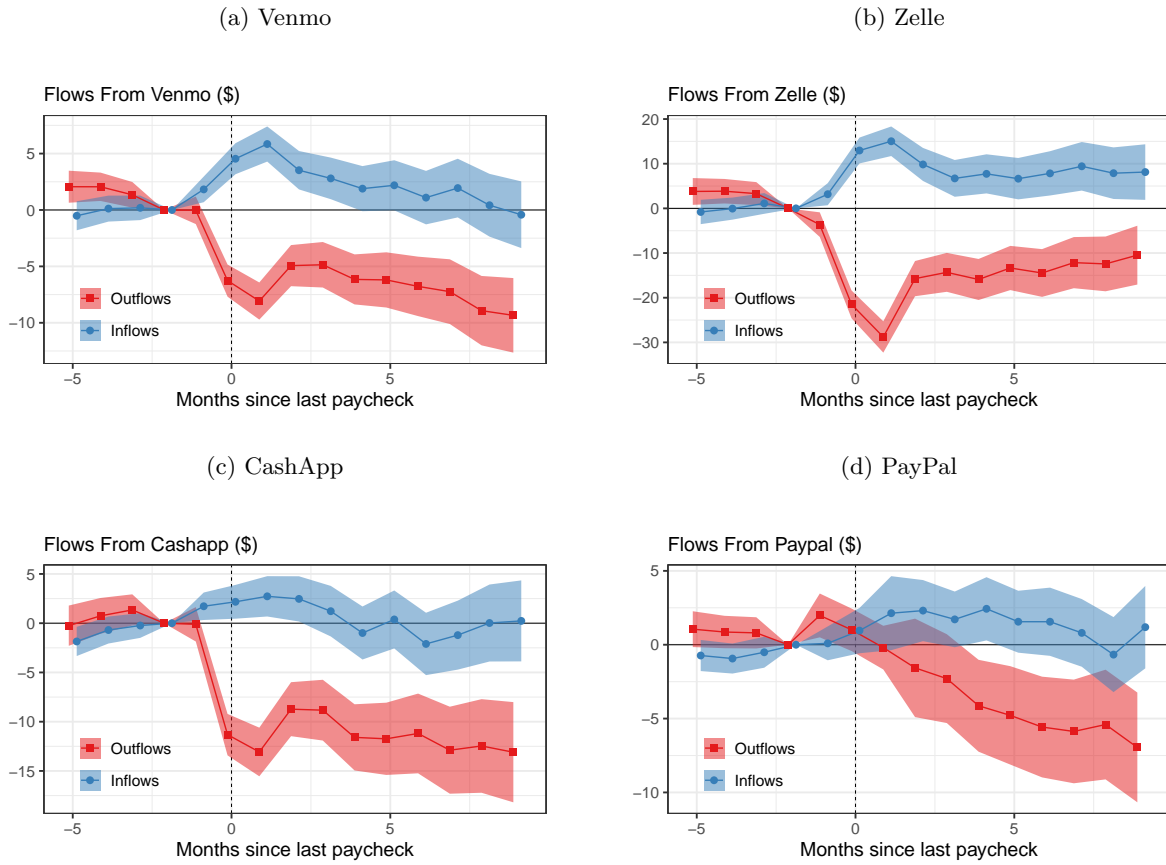 (a) Venmo
Flows From Venmo ($)
5
0
−5
−10
Outflows
Inflows
−5 0 5
Months since last paycheck
(b) Zelle
Flows From Zelle ($)
20
10
0
−10
−20
−30
Outflows
Inflows
−5 0 5
Months since last paycheck
(c) CashApp
Flows From Cashapp ($)
5
0
−5
−10
−15
Outflows
Inflows
−5 0 5
Months since last paycheck
(d) PayPal
Flows From Paypal ($)
5
0
−5
−10
Outflows
Inflows
−5 0 5
Months since last paycheck